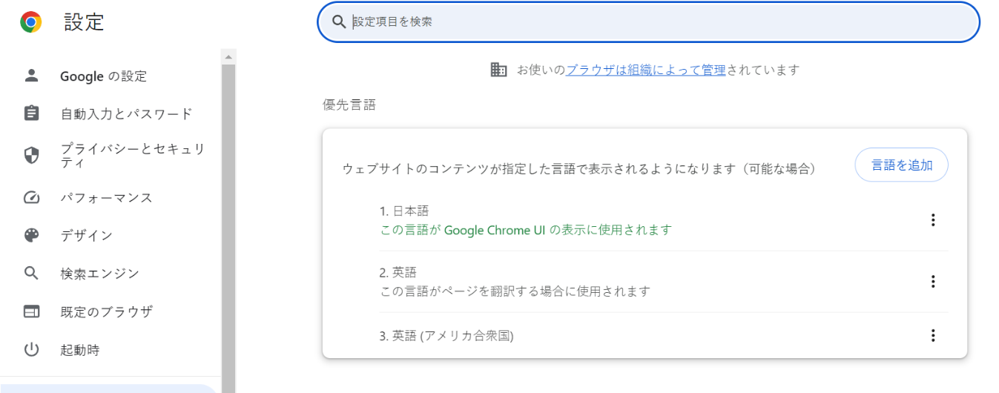 設定
設定項目を検索
Google の設定
自動入力とパスワード
プライバシーとセキュリ
ティ
パフォーマンス
デザイン
検索エンジン
既定のブラウザ
起動時
お使いのブラウザは組織によって管理されています
優先言語
ウェブサイトのコンテンツが指定した言語で表示されるようになります（可能な場合）
言語を追加
1. 日本語
この言語が Google Chrome UI の表示に使用されます
2. 英語
この言語がページを翻訳する場合に使用されます
3. 英語 (アメリカ合衆国)